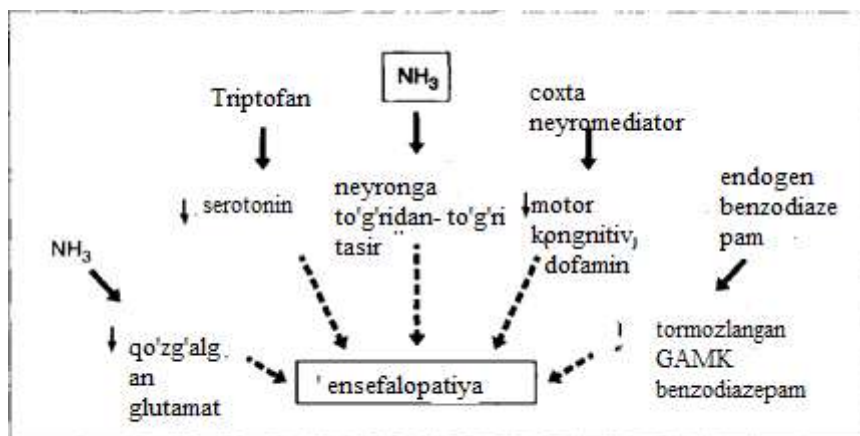 NH₃
Triptofan
coxta
neyromediator
↓ serotonin
neyronga
to'g'ridan- to'g'ri
tasir
↓motor
kongnitiv,
dofamin
endogen
benzodiaze
pam
NH₃
↓ qo'zg'alg
an
glutamat
ensefalopatiya
tormozlangan
GAMK
benzodiazepam